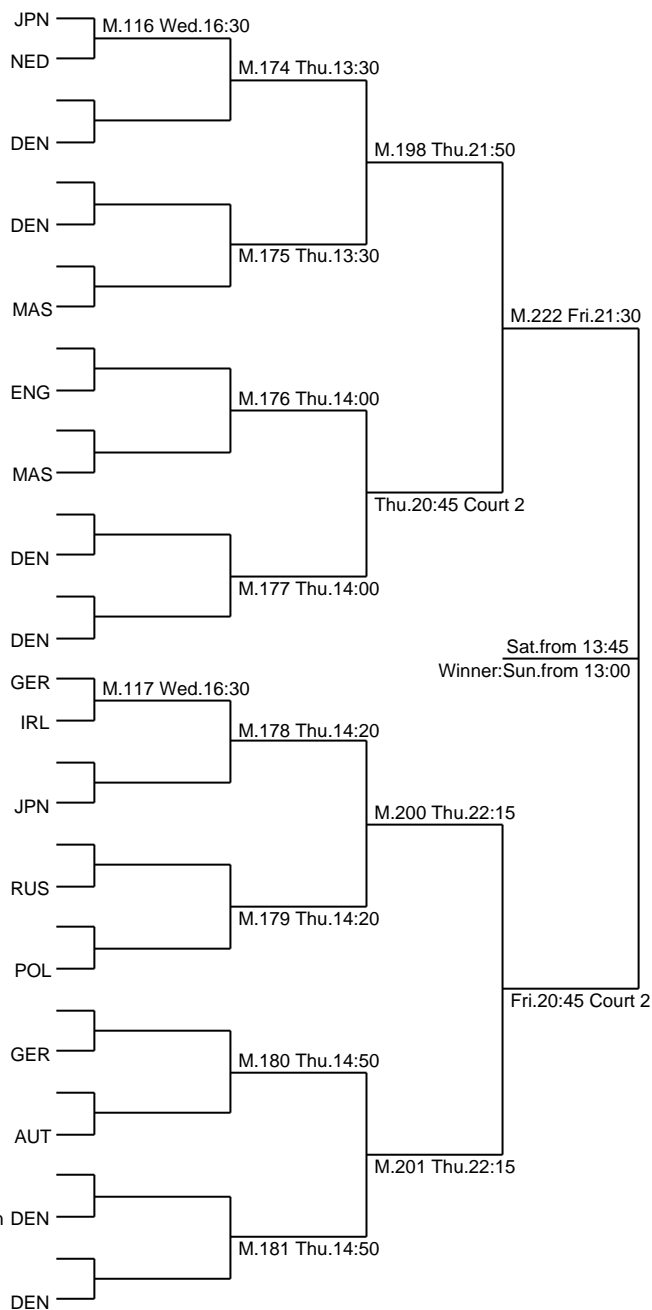 JPN
M.116 Wed.16:30
NED
M.174 Thu.13:30
DEN
M.198 Thu.21:50
DEN
M.175 Thu.13:30
MAS
M.222 Fri.21:30
ENG
M.176 Thu.14:00
MAS
Thu.20:45 Court 2
DEN
M.177 Thu.14:00
DEN
Sat.from 13:45
Winner:Sun.from 13:00
GER
M.117 Wed.16:30
IRL
M.178 Thu.14:20
JPN
M.200 Thu.22:15
RUS
M.179 Thu.14:20
POL
Fri.20:45 Court 2
GER
M.180 Thu.14:50
AUT
M.201 Thu.22:15
DEN
M.181 Thu.14:50
DEN